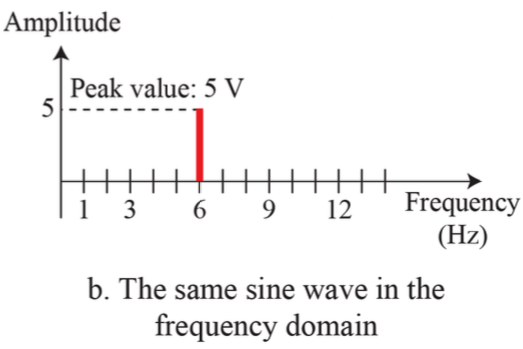 Amplitude
Peak value: 5 V
5
1 3 6 9 12
Frequency
(Hz)
b. The same sine wave in the
frequency domain